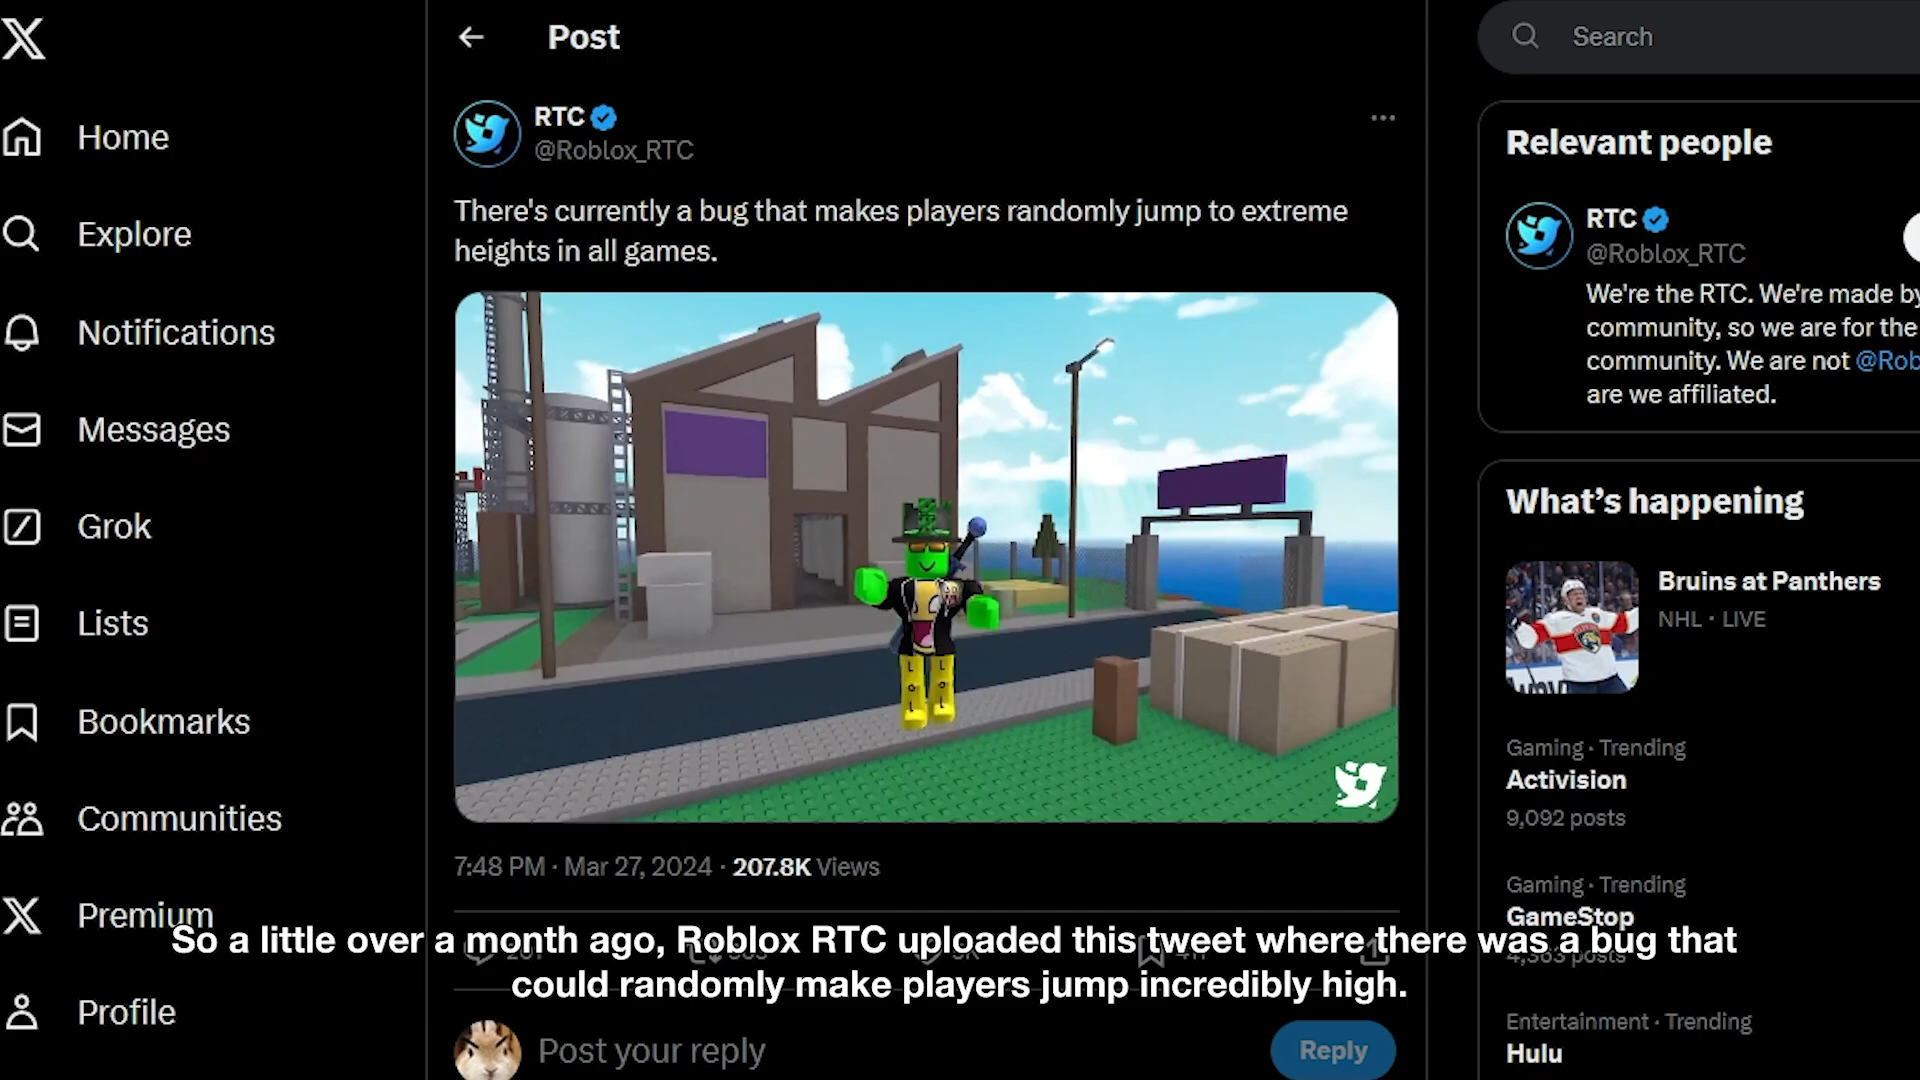 Home
Explore
Notifications
Messages
Grok
Lists
Bookmarks
Communities
Premium
Profile
Post
RTC
@Roblox_RTC
There's currently a bug that makes players randomly jump to extreme
heights in all games.
LOL LOL
7:48 PM · Mar 27, 2024 · 207.8K Views
So a little over a month ago, Roblox RTC uploaded this tweet where there was a bug that
could randomly make players jump incredibly high.
Post your reply
Reply
Search
Relevant people
RTC
@Roblox_RTC
We're the RTC. We're made by
community, so we are for the
community. We are not @Rob
are we affiliated.
What's happening
Bruins at Panthers
NHL · LIVE
Gaming · Trending
Activision
9,092 posts
Gaming · Trending
GameStop
4,363 posts
Entertainment · Trending
Hulu